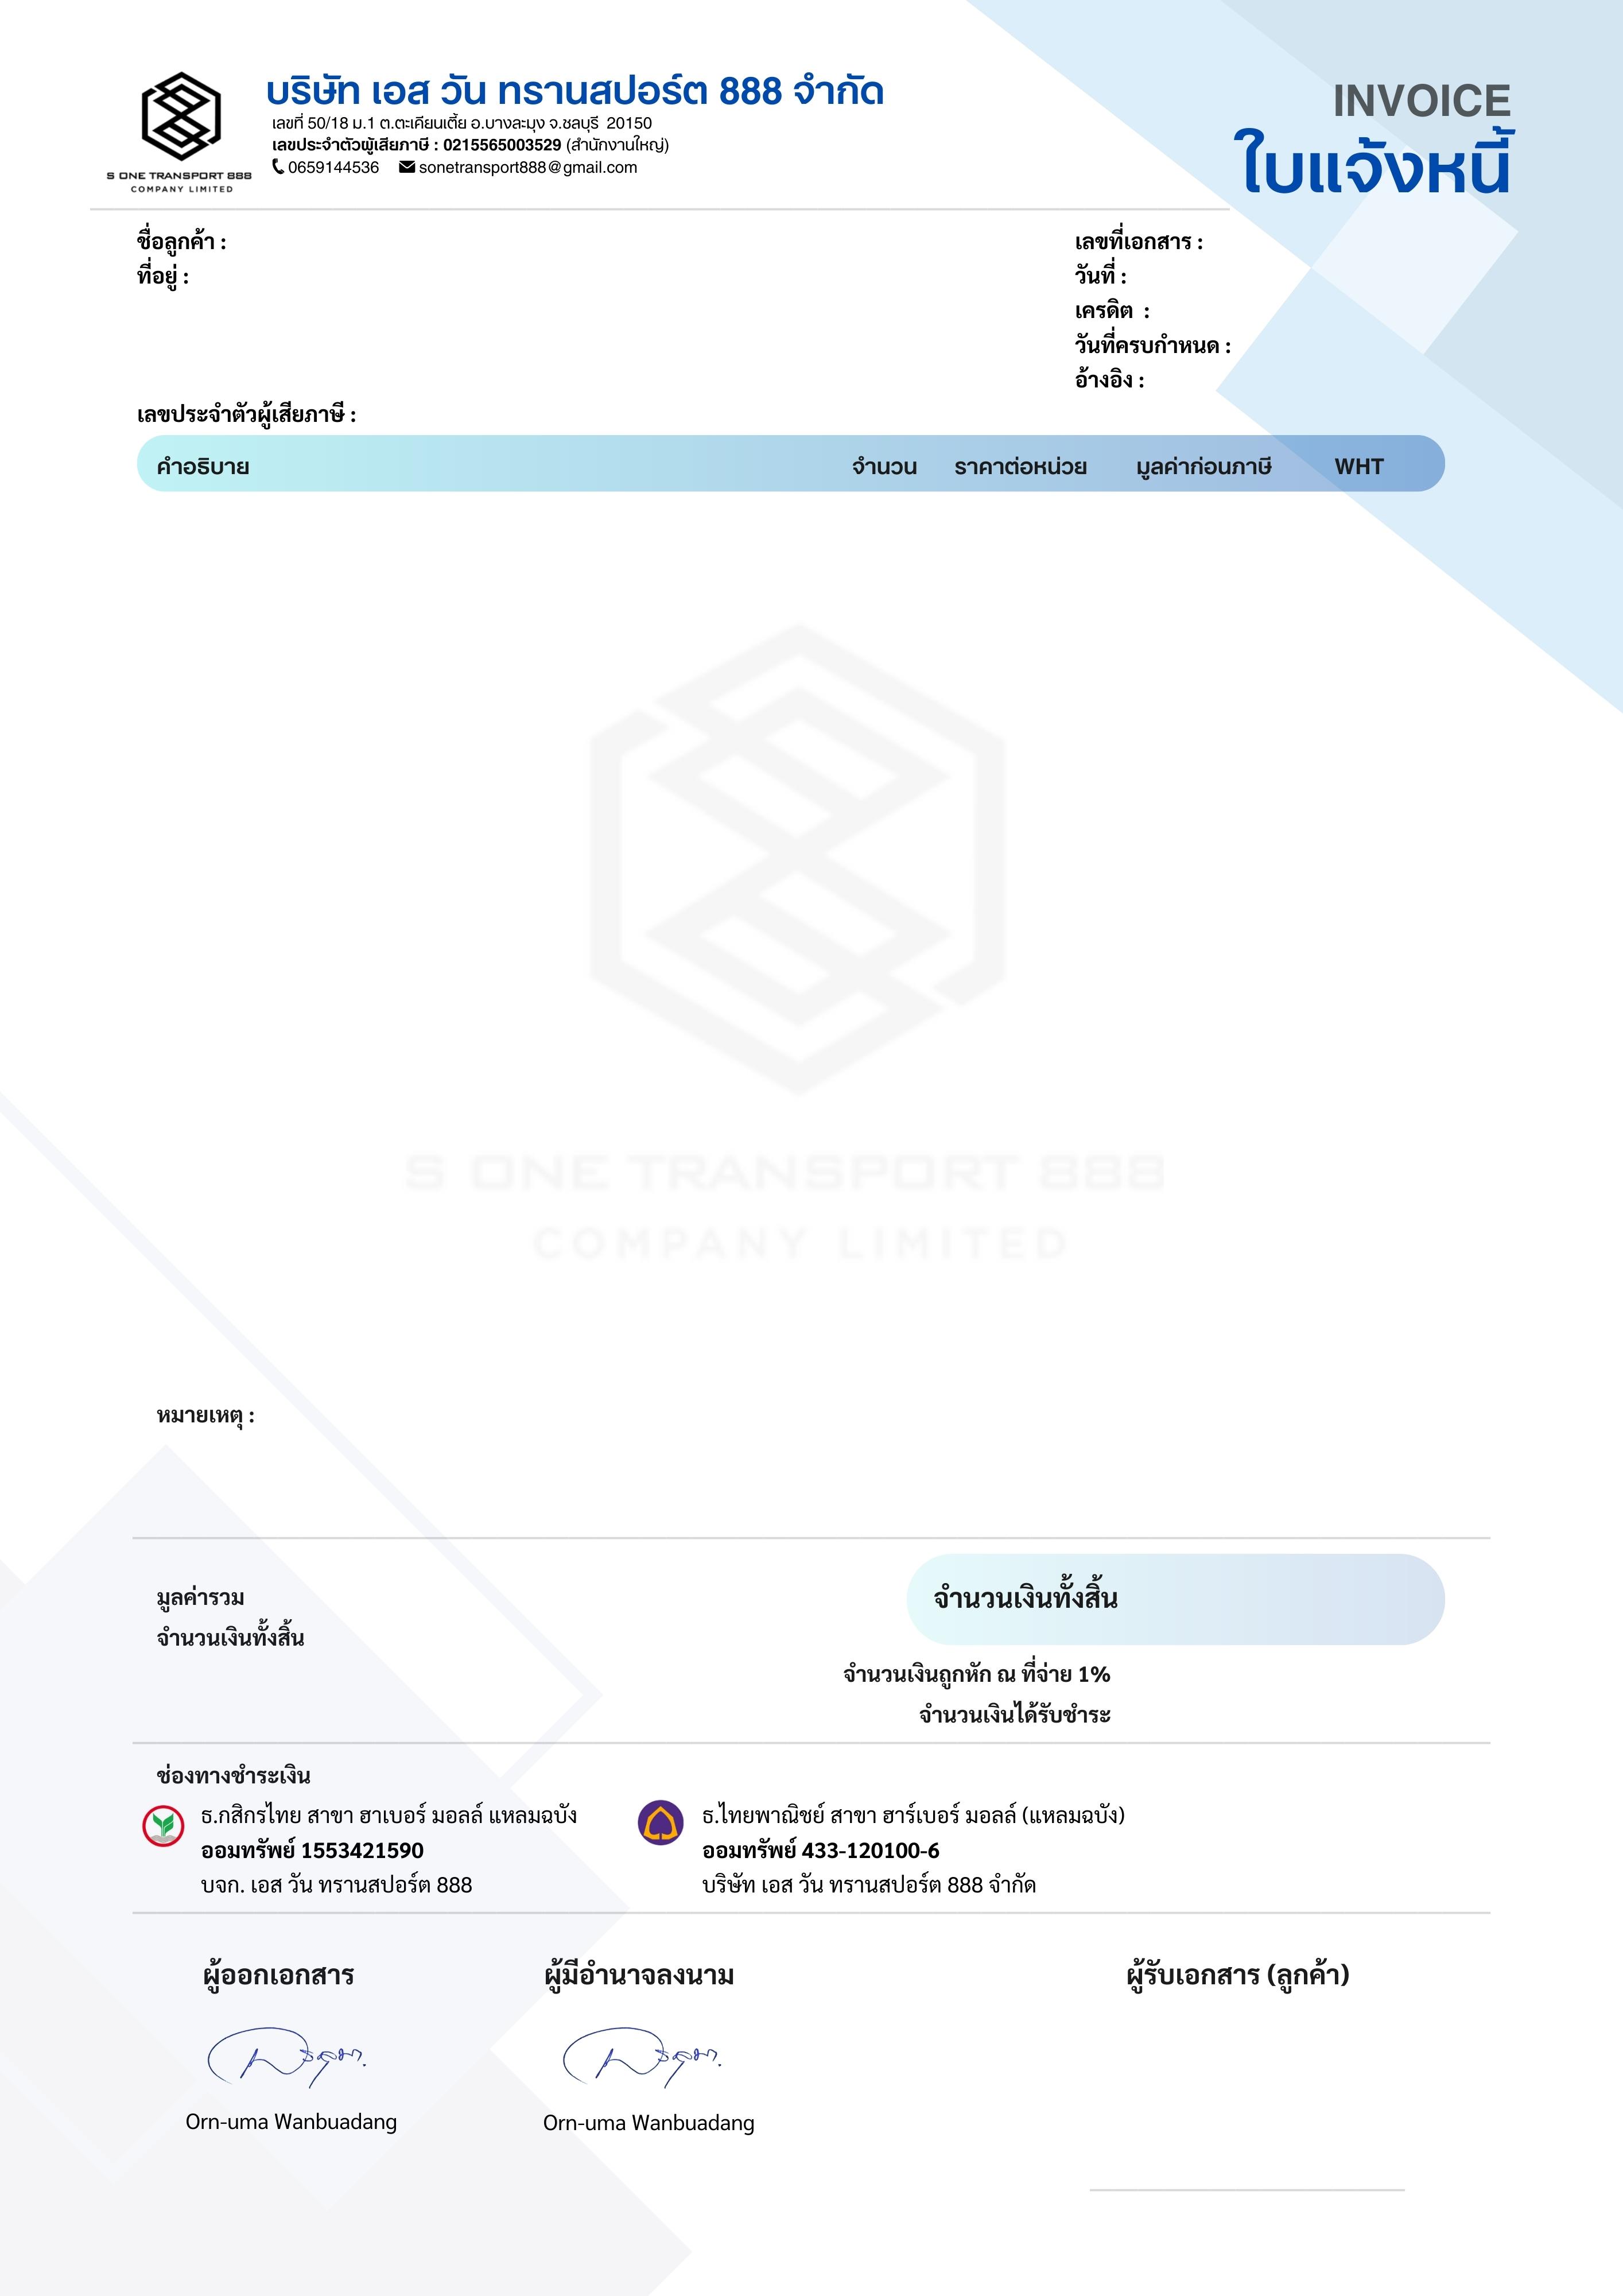 S ONE TRANSPORT 888
COMPANY LIMITED
บริษัท เอส วัน ทรานสปอร์ต 888 จำกัด
เลขที่ 50/18 ม.1 ต.ตะเคียนเตี้ย อ.บางละมุง จ.ชลบุรี 20150
เลขประจำตัวผู้เสียภาษี : 0215565003529 (สำนักงานใหญ่)
0659144536 sonetransport888@gmail.com
INVOICE
ใบแจ้งหนี้
ชื่อลูกค้า :
ที่อยู่ :
เลขประจำตัวผู้เสียภาษี :
เลขที่เอกสาร :
วันที่ :
เครดิต :
วันที่ครบกำหนด :
อ้างอิง :
คำอธิบาย จำนวน ราคาต่อหน่วย มูลค่าก่อนภาษี WHT
S ONE TRANSPORT 888
COMPANY LIMITED
หมายเหตุ :
มูลค่ารวม
จำนวนเงินทั้งสิ้น
จำนวนเงินทั้งสิ้น
จำนวนเงินถูกหัก ณ ที่จ่าย 1%
จำนวนเงินได้รับชำระ
ช่องทางชำระเงิน
ธ.กสิกรไทย สาขา ฮาเบอร์ มอลล์ แหลมฉบัง
ออมทรัพย์ 1553421590
บจก. เอส วัน ทรานสปอร์ต 888
ธ.ไทยพาณิชย์ สาขา ฮาร์เบอร์ มอลล์ (แหลมฉบัง)
ออมทรัพย์ 433-120100-6
บริษัท เอส วัน ทรานสปอร์ต 888 จำกัด
ผู้ออกเอกสาร ผู้มีอำนาจลงนาม ผู้รับเอกสาร (ลูกค้า)
Orn-uma Wanbuadang Orn-uma Wanbuadang